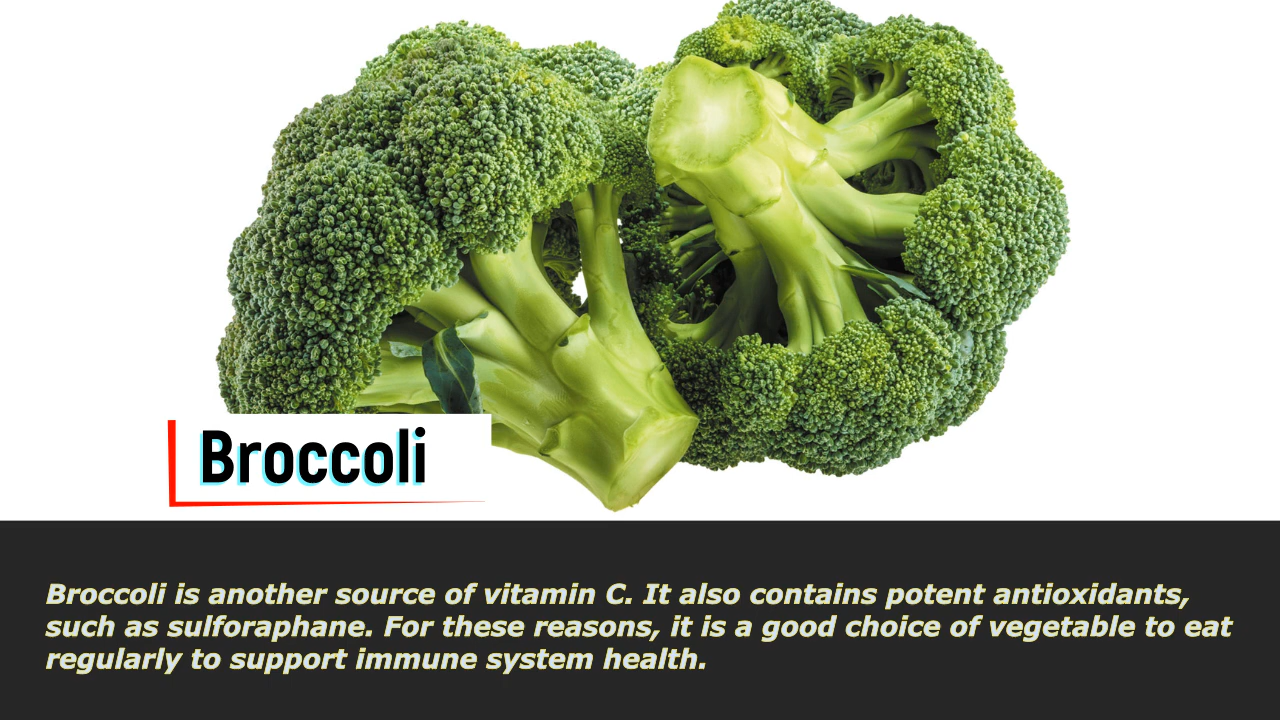 Broccoli
Broccoli is another source of vitamin C. It also contains potent antioxidants,
such as sulforaphane. For these reasons, it is a good choice of vegetable to eat
regularly to support immune system health.